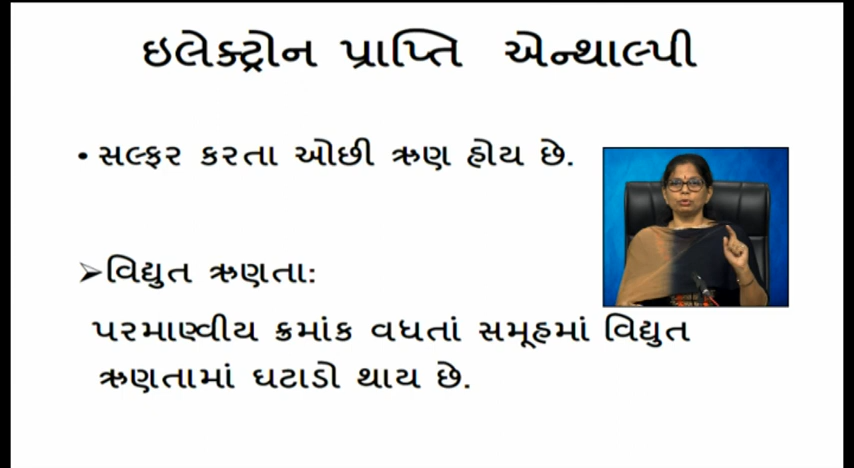 ઇલેક્ટ્રોન પ્રાપ્તિ એન્થાલ્પી
• સલ્ફર કરતા ઓછી ઋણ હોય છે.
➢વિદ્યુત ઋણતા:
પરમાણ્વીય ક્રમાંક વધતાં સમૂહમાં વિદ્યુત
ઋણતામાં ઘટાડો થાય છે.